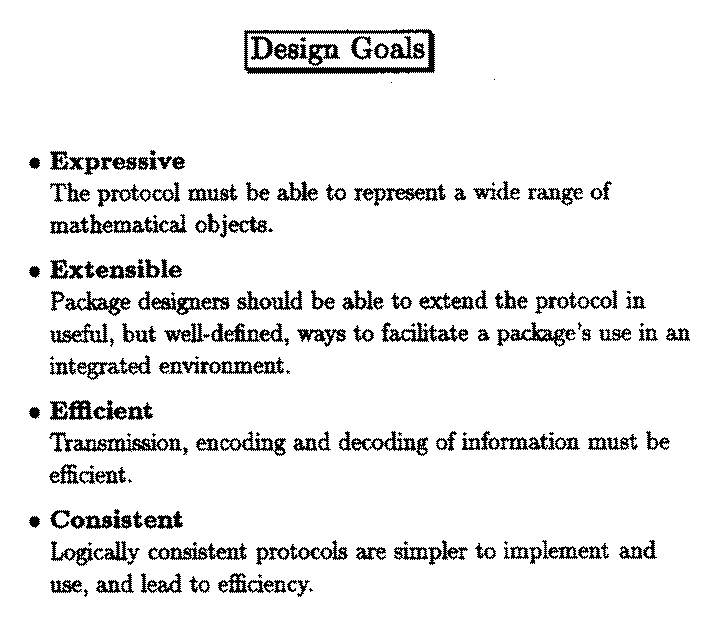 Design Goals
• Expressive
The protocol must be able to represent a wide range of
mathematical objects.
• Extensible
Package designers should be able to extend the protocol in
useful, but well-defined, ways to facilitate a package's use in an
integrated environment.
• Efficient
Transmission, encoding and decoding of information must be
efficient.
• Consistent
Logically consistent protocols are simpler to implement and
use, and lead to efficiency.